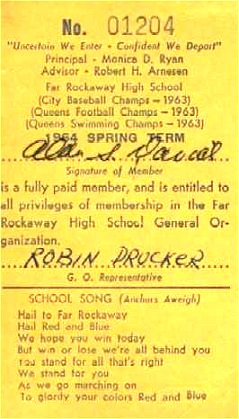 No. 01204
"Uncertain We Enter - Confident We Depart"
Principal - Monica D. Ryan
Advisor - Robert H. Arnesen
Far Rockaway High School
(City Baseball Champs - 1963)
(Queens Football Champs - 1963)
(Queens Swimming Champs - 1963)
1964 SPRING TERM
Signature of Member
is a fully paid member, and is entitled to
all privileges of membership in the Far
Rockaway High School General Or-
ganization.
ROBIN DRUCKER
G. O. Representative
SCHOOL SONG (Anchors Aweigh)
Hail to Far Rockaway
Hail Red and Blue
We hope you win today
But win or lose we're all behind you
You stand for all that's right
We stand for you
As we go marching on
To glorify your colors Red and Blue